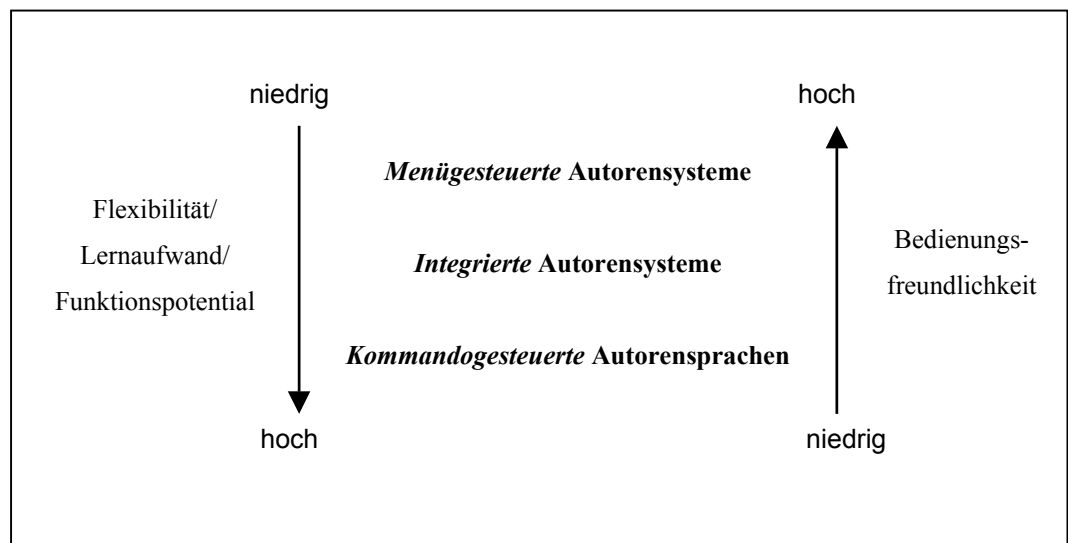 niedrig
hoch
Menügesteuerte Autorensysteme
Flexibilität/
Lernaufwand/
Funktionspotential
Integrierte Autorensysteme
Bedienungs-
freundlichkeit
Kommandogesteuerte Autorensprachen
hoch
niedrig